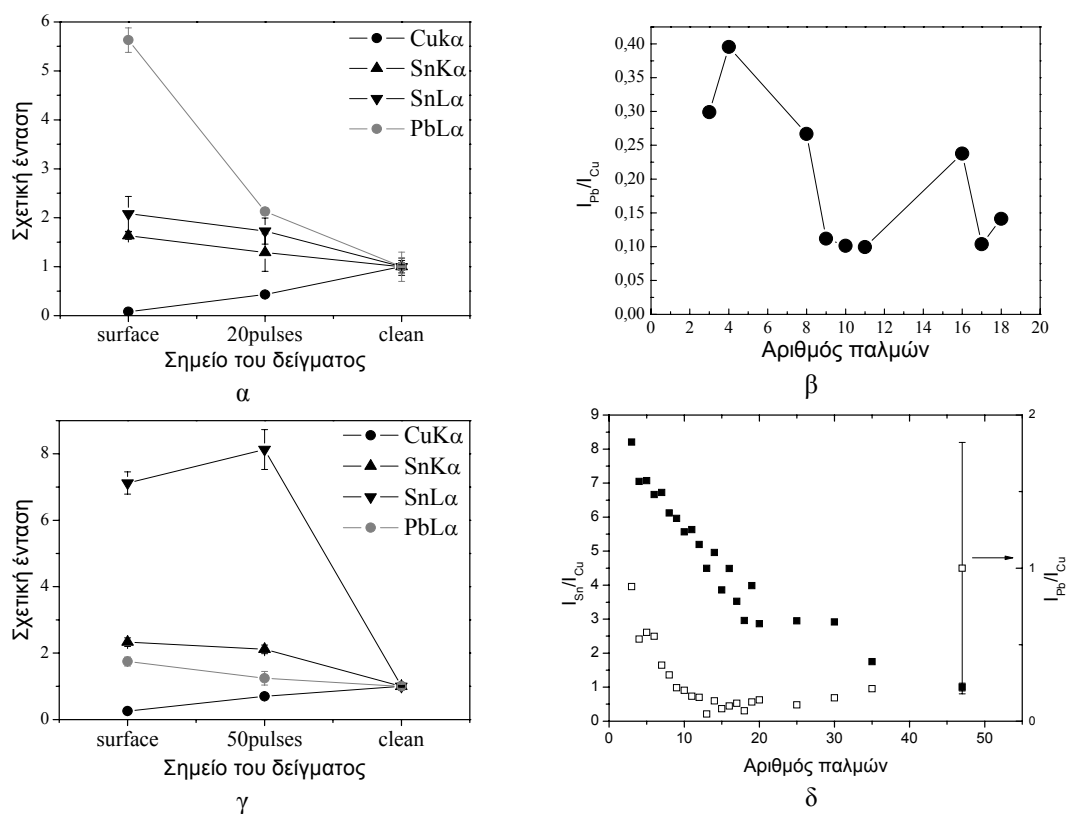 6
5
4
3
2
1
0
Σχετική ένταση
Cukα
SnKα
SnLα
PbLα
surface 20pulses clean
Σημείο του δείγματος
α
0,40
0,35
0,30
0,25
0,20
0,15
0,10
0,05
0,00
I_Pb/I_Cu
0 2 4 6 8 10 12 14 16 18 20
Αριθμός παλμών
β
8
6
4
2
0
Σχετική ένταση
CuKα
SnKα
SnLα
PbLα
surface 50pulses clean
Σημείο του δείγματος
γ
9
8
7
6
5
4
3
2
1
0
I_Sn/I_Cu
2
1
0
I_Pb/I_Cu
0 10 20 30 40 50
Αριθμός παλμών
δ